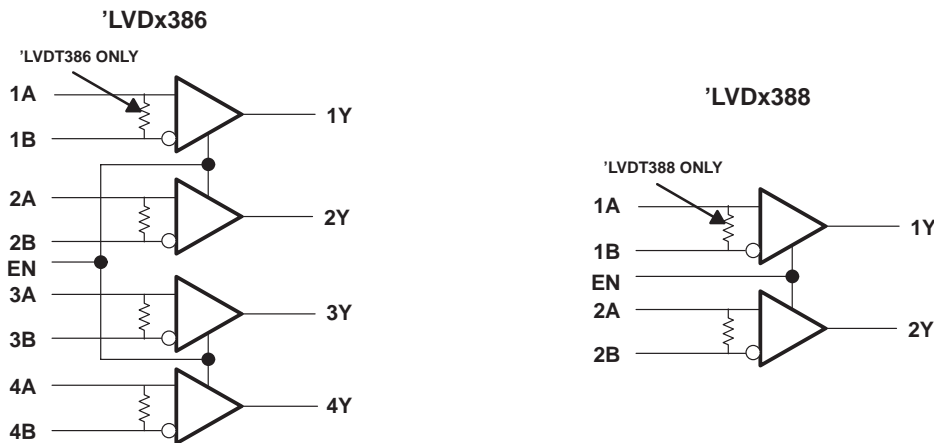 'LVDx386
'LVDT386 ONLY
1A
1B
1Y
2A
2B
2Y
EN
3A
3B
3Y
4A
4B
4Y
'LVDx388
'LVDT388 ONLY
1A
1B
1Y
EN
2A
2B
2Y